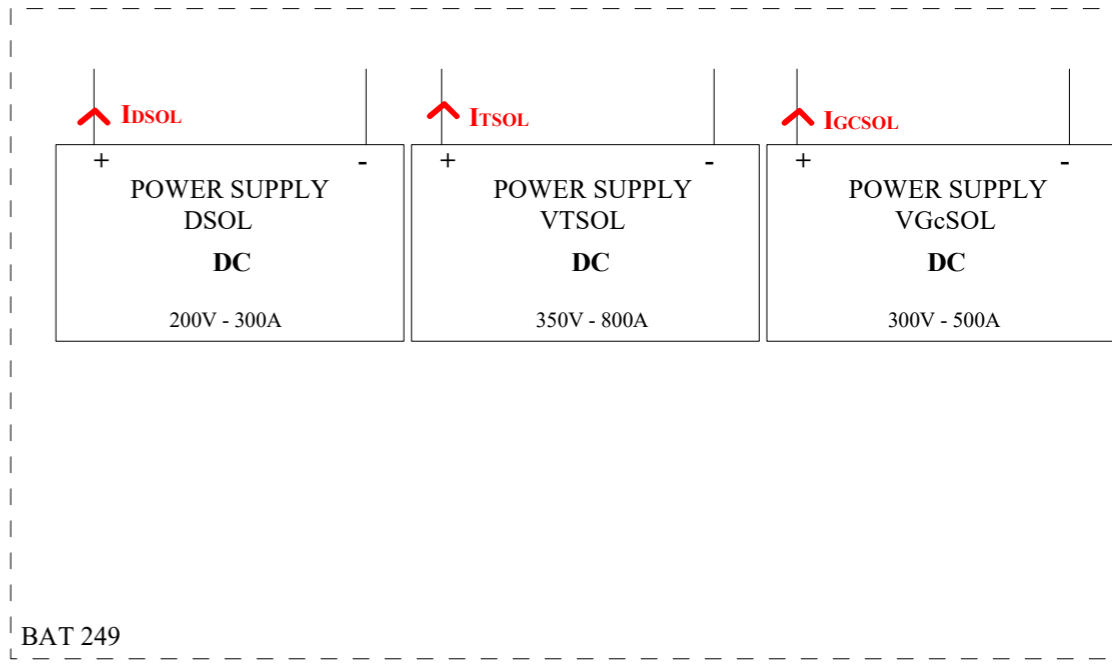 IDSOL
ITSOL
IGCSOL
+ -
POWER SUPPLY
DSOL
DC
200V - 300A
+ -
POWER SUPPLY
VTSOL
DC
350V - 800A
+ -
POWER SUPPLY
VGcSOL
DC
300V - 500A
BAT 249